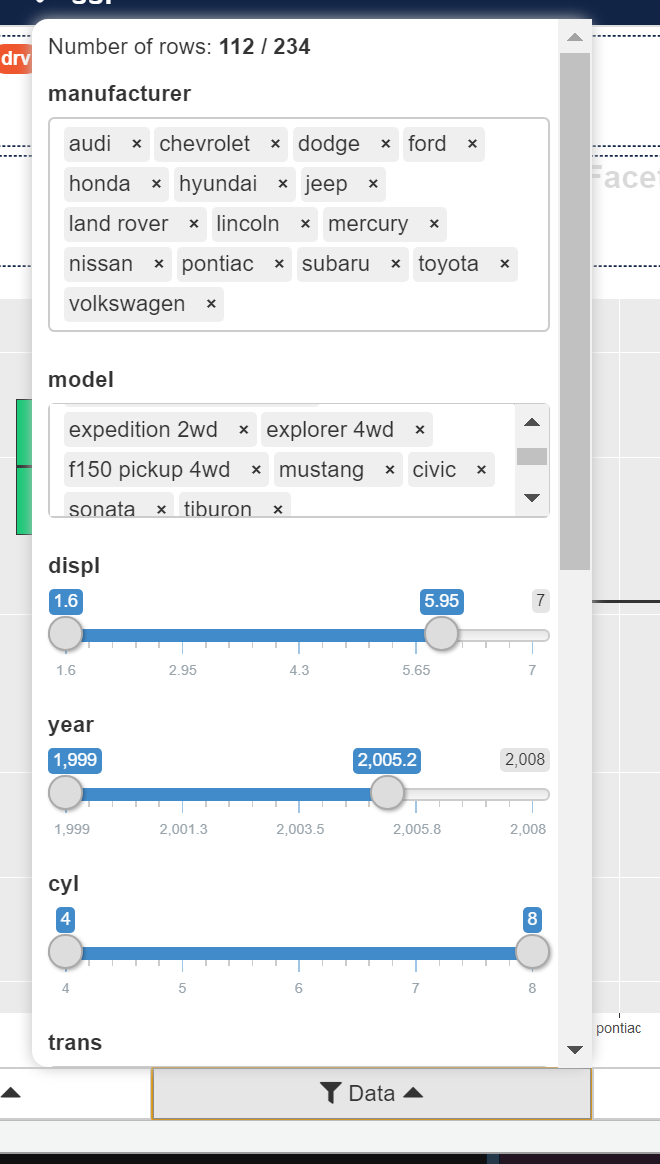 Number of rows: 112 / 234
drv
manufacturer
audi × chevrolet × dodge × ford ×
honda × hyundai × jeep ×
land rover × lincoln × mercury ×
nissan × pontiac × subaru × toyota ×
volkswagen ×
Facet
model
expedition 2wd × explorer 4wd ×
f150 pickup 4wd × mustang × civic ×
sonata × tiburon ×
displ
1.6 5.95 7
1.6 2.95 4.3 5.65 7
year
1,999 2,005.2 2,008
1,999 2,001.3 2,003.5 2,005.8 2,008
cyl
4 8
4 5 6 7 8
pontiac
trans
Data